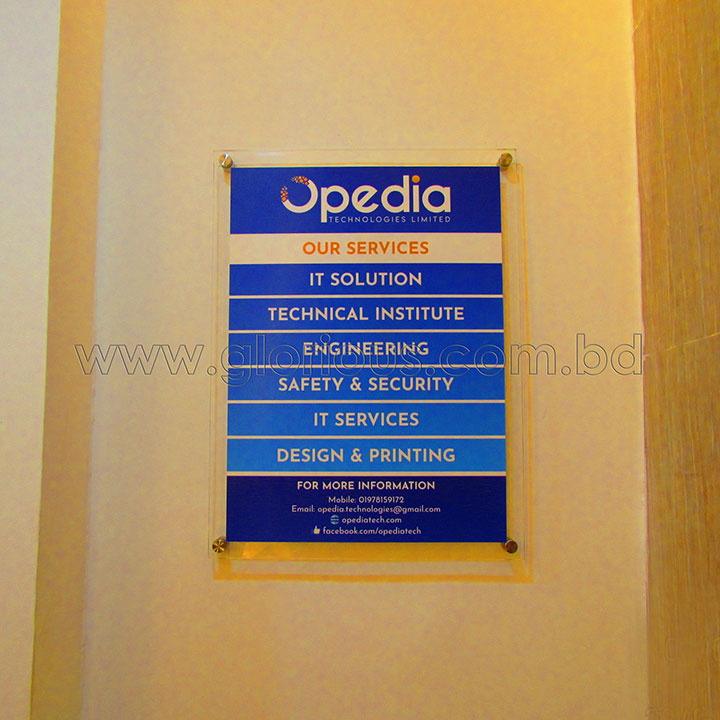 Opedia
TECHNOLOGIES LIMITED
OUR SERVICES
IT SOLUTION
TECHNICAL INSTITUTE
ENGINEERING
www.glorious.com.bd
SAFETY & SECURITY
IT SERVICES
DESIGN & PRINTING
FOR MORE INFORMATION
Mobile: 01978159172
Email: opedia.technologies@gmail.com
opediatech.com
facebook.com/opediatech